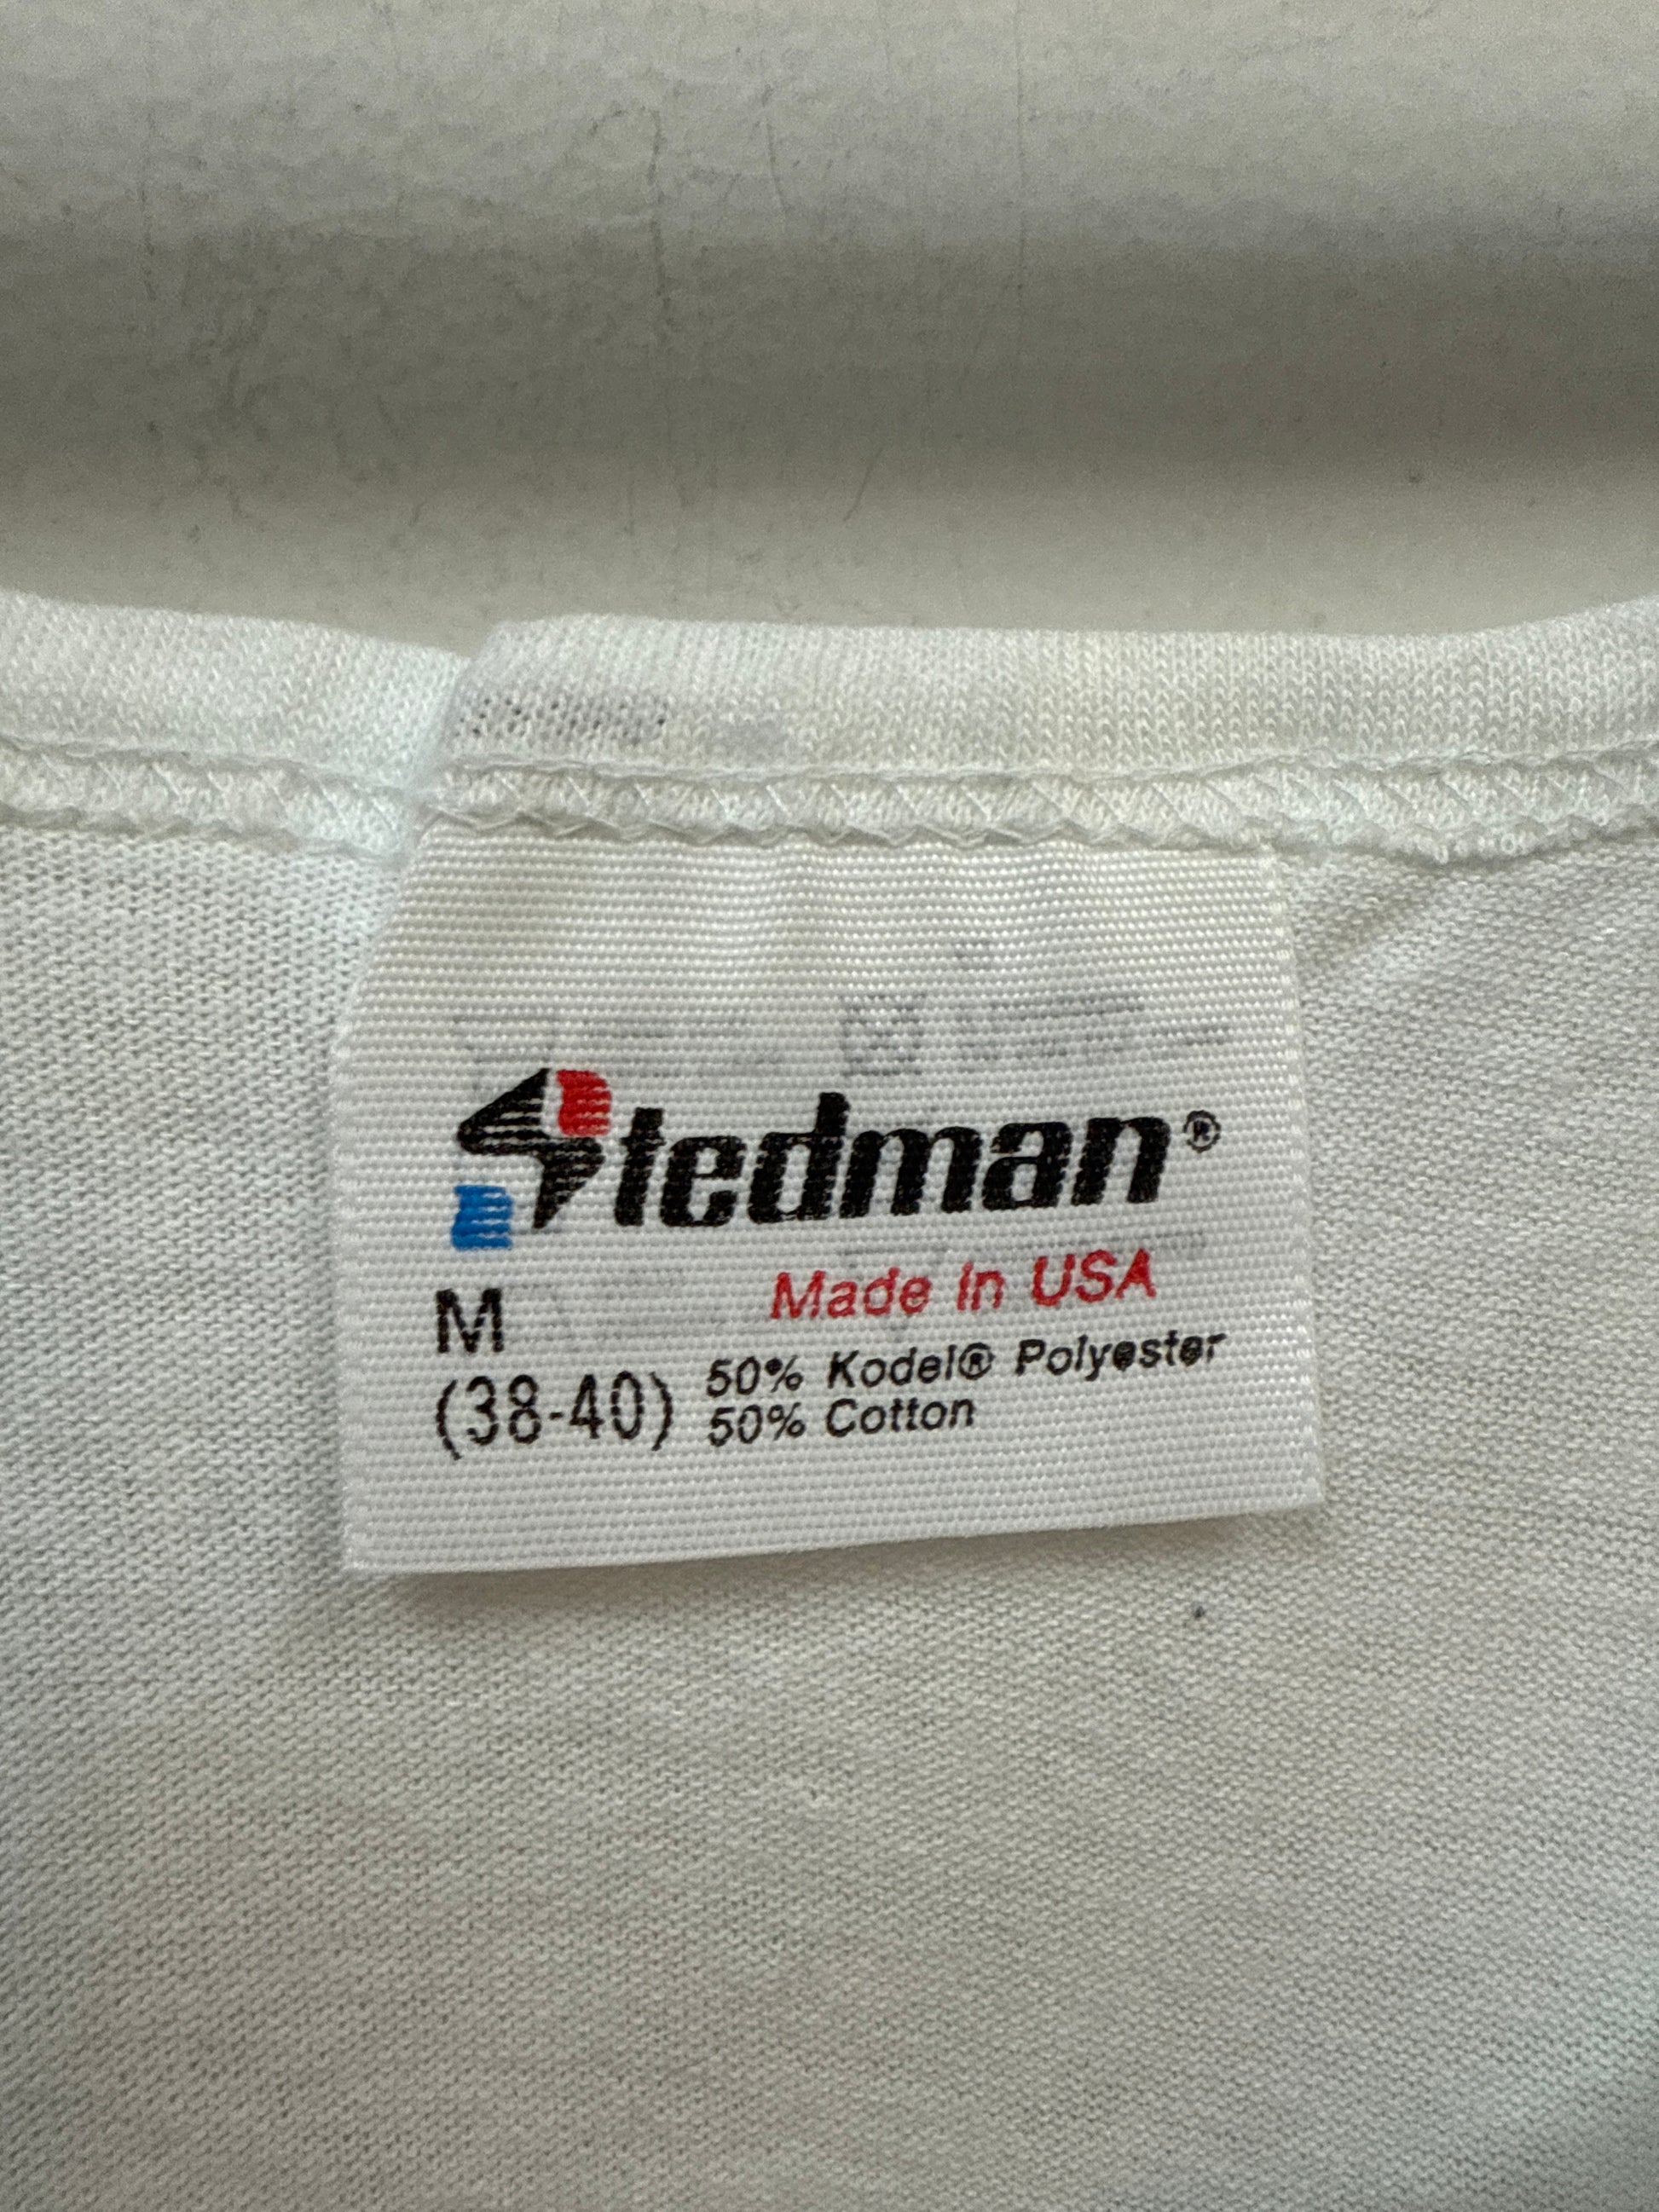 Stedman®
Made in USA
M
50% Kodel® Polyester
(38-40)
50% Cotton